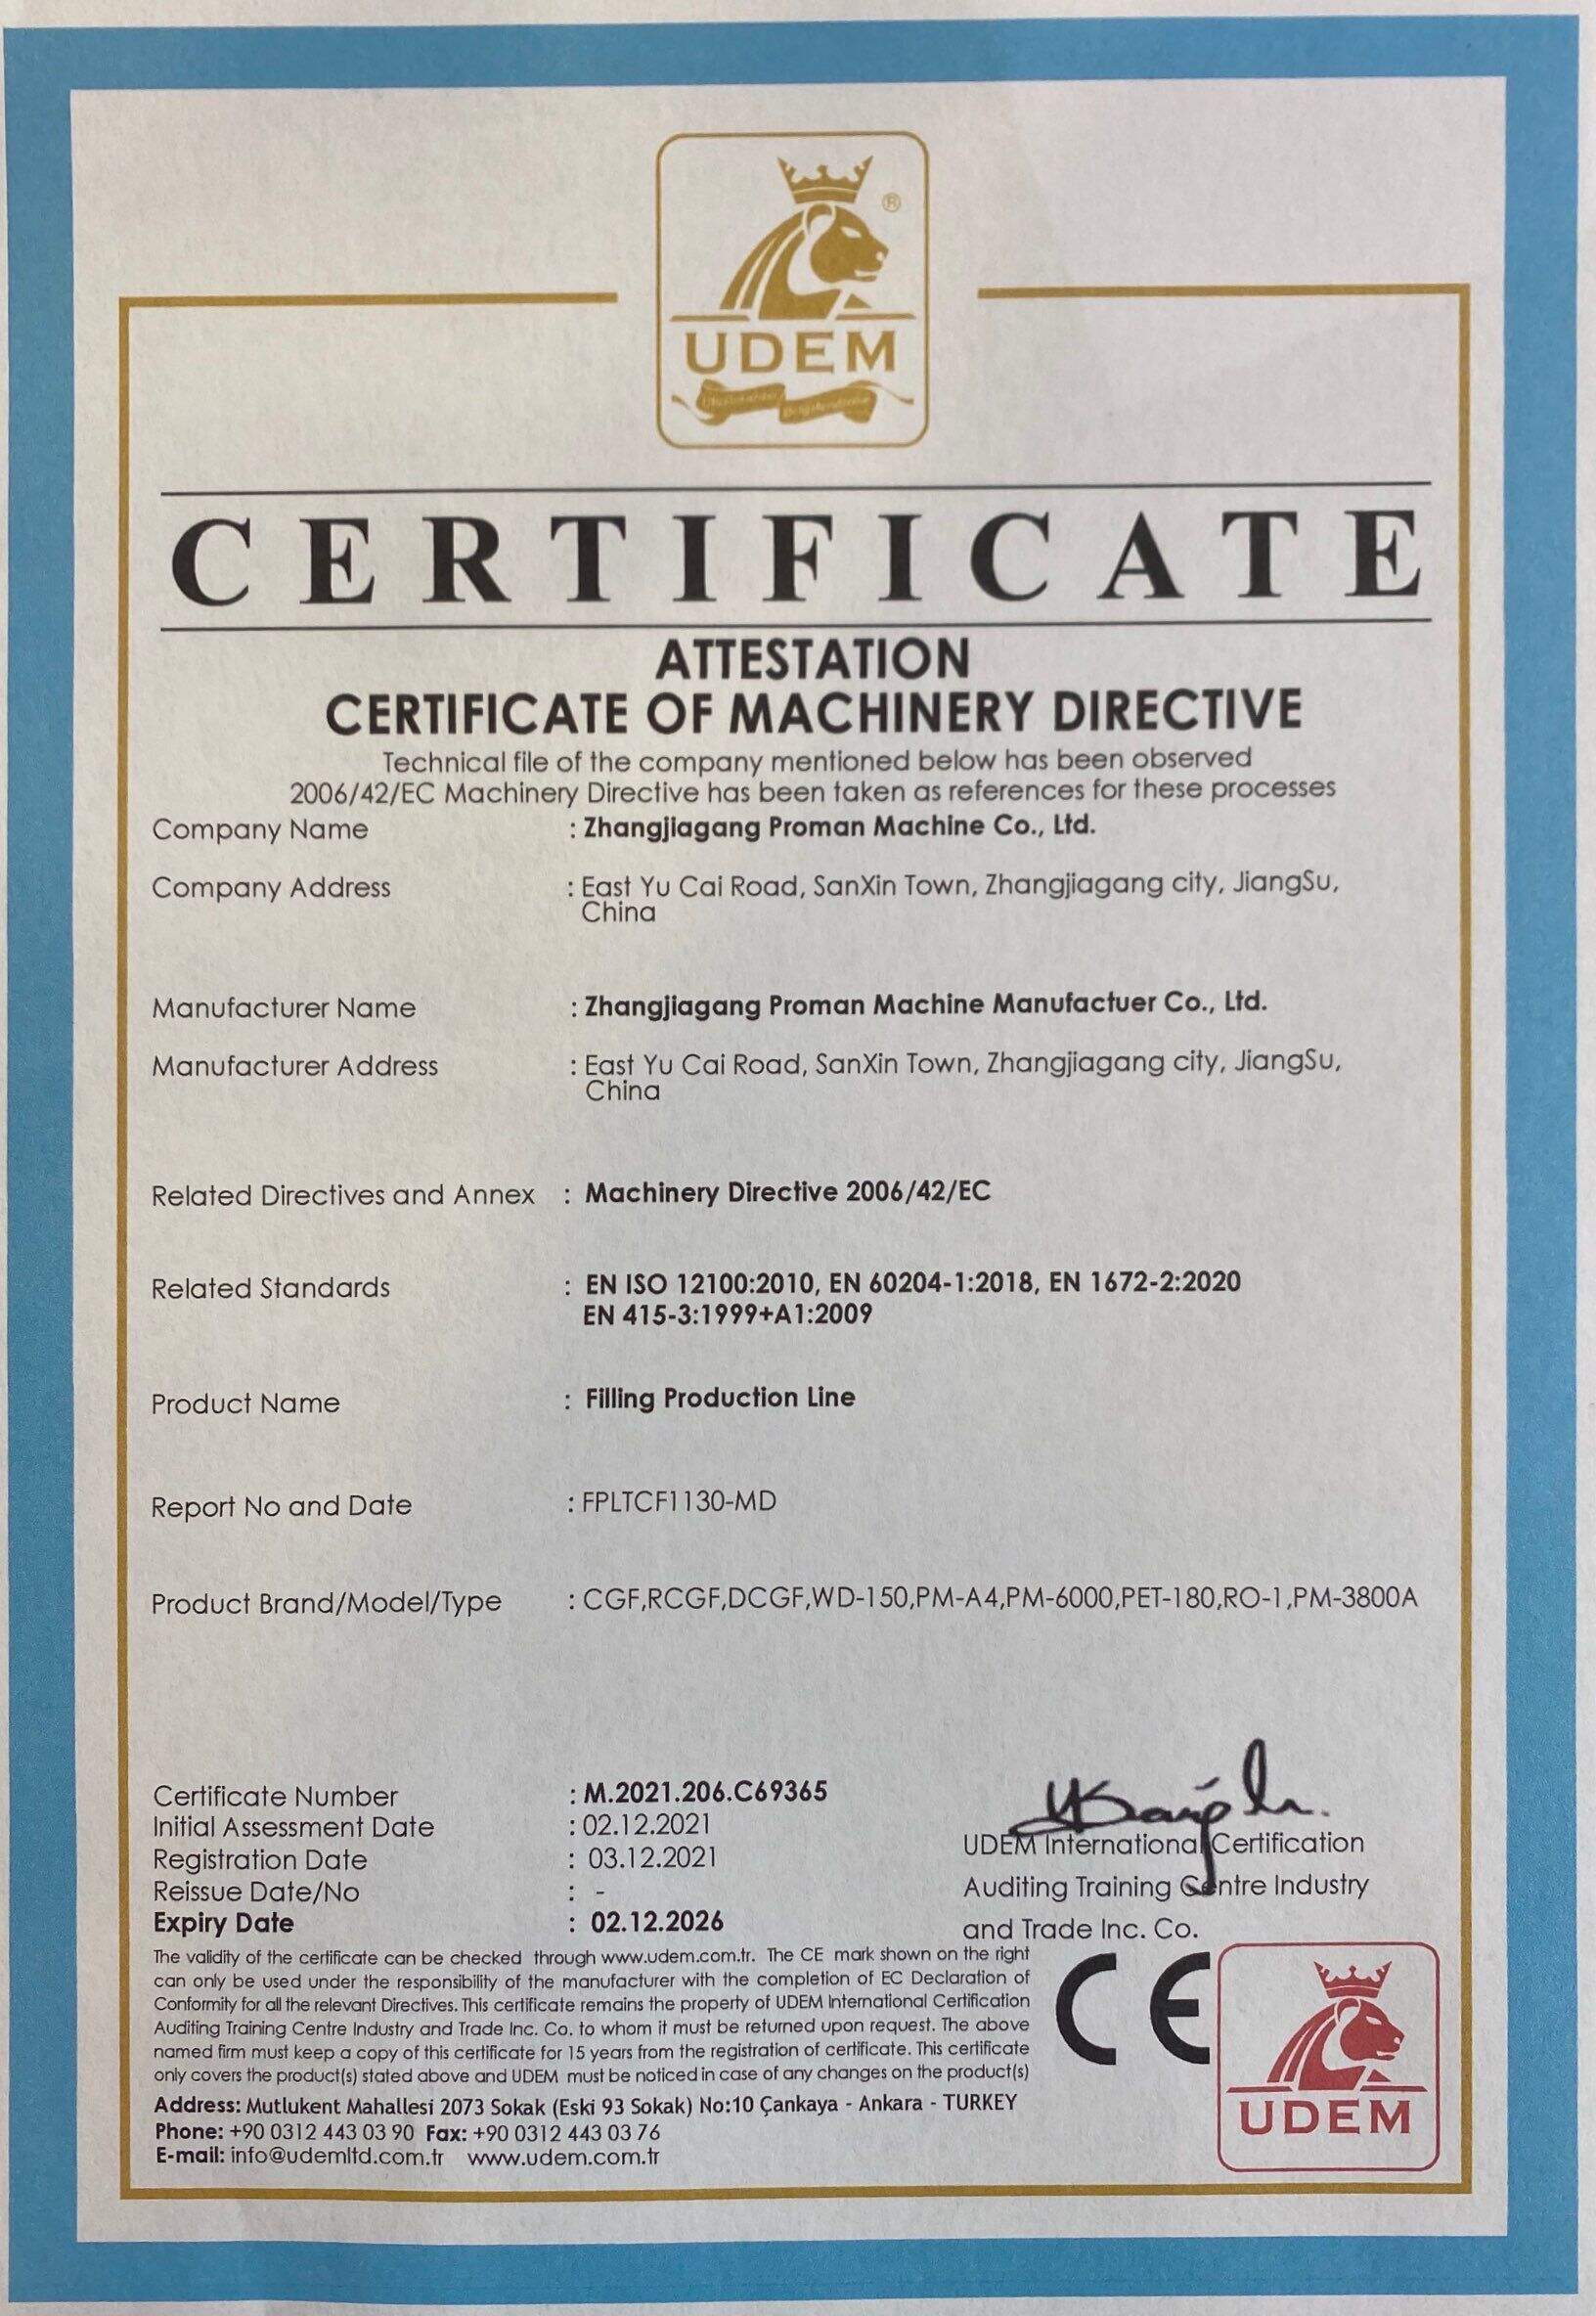 ®
UDEM
CERTIFICATE
ATTESTATION
CERTIFICATE OF MACHINERY DIRECTIVE
Technical file of the company mentioned below has been observed
2006/42/EC Machinery Directive has been taken as references for these processes
Company Name : Zhangjiagang Proman Machine Co., Ltd.
Company Address : East Yu Cai Road, SanXin Town, Zhangjiagang city, JiangSu,
China
Manufacturer Name : Zhangjiagang Proman Machine Manufactuer Co., Ltd.
Manufacturer Address : East Yu Cai Road, SanXin Town, Zhangjiagang city, JiangSu,
China
Related Directives and Annex : Machinery Directive 2006/42/EC
Related Standards : EN ISO 12100:2010, EN 60204-1:2018, EN 1672-2:2020
EN 415-3:1999+A1:2009
Product Name : Filling Production Line
Report No and Date : FPLTCF1130-MD
Product Brand/Model/Type : CGF,RCGF,DCGF,WD-150,PM-A4,PM-6000,PET-180,RO-1,PM-3800A
Certificate Number : M.2021.206.C69365
Initial Assessment Date : 02.12.2021
Registration Date : 03.12.2021
Reissue Date/No : -
Expiry Date : 02.12.2026
UDEM International Certification
Auditing Training Centre Industry
and Trade Inc. Co.
The validity of the certificate can be checked through www.udem.com.tr. The CE mark shown on the right
can only be used under the responsibility of the manufacturer with the completion of EC Declaration of
Conformity for all the relevant Directives. This certificate remains the property of UDEM International Certification
Auditing Training Centre Industry and Trade Inc. Co. to whom it must be returned upon request. The above
named firm must keep a copy of this certificate for 15 years from the registration of certificate. This certificate
only covers the product(s) stated above and UDEM must be noticed in case of any changes on the product(s)
Address: Mutlukent Mahallesi 2073 Sokak (Eski 93 Sokak) No:10 Çankaya - Ankara - TURKEY
Phone: +90 0312 443 03 90 Fax: +90 0312 443 03 76
E-mail: info@udemltd.com.tr www.udem.com.tr
CE
UDEM